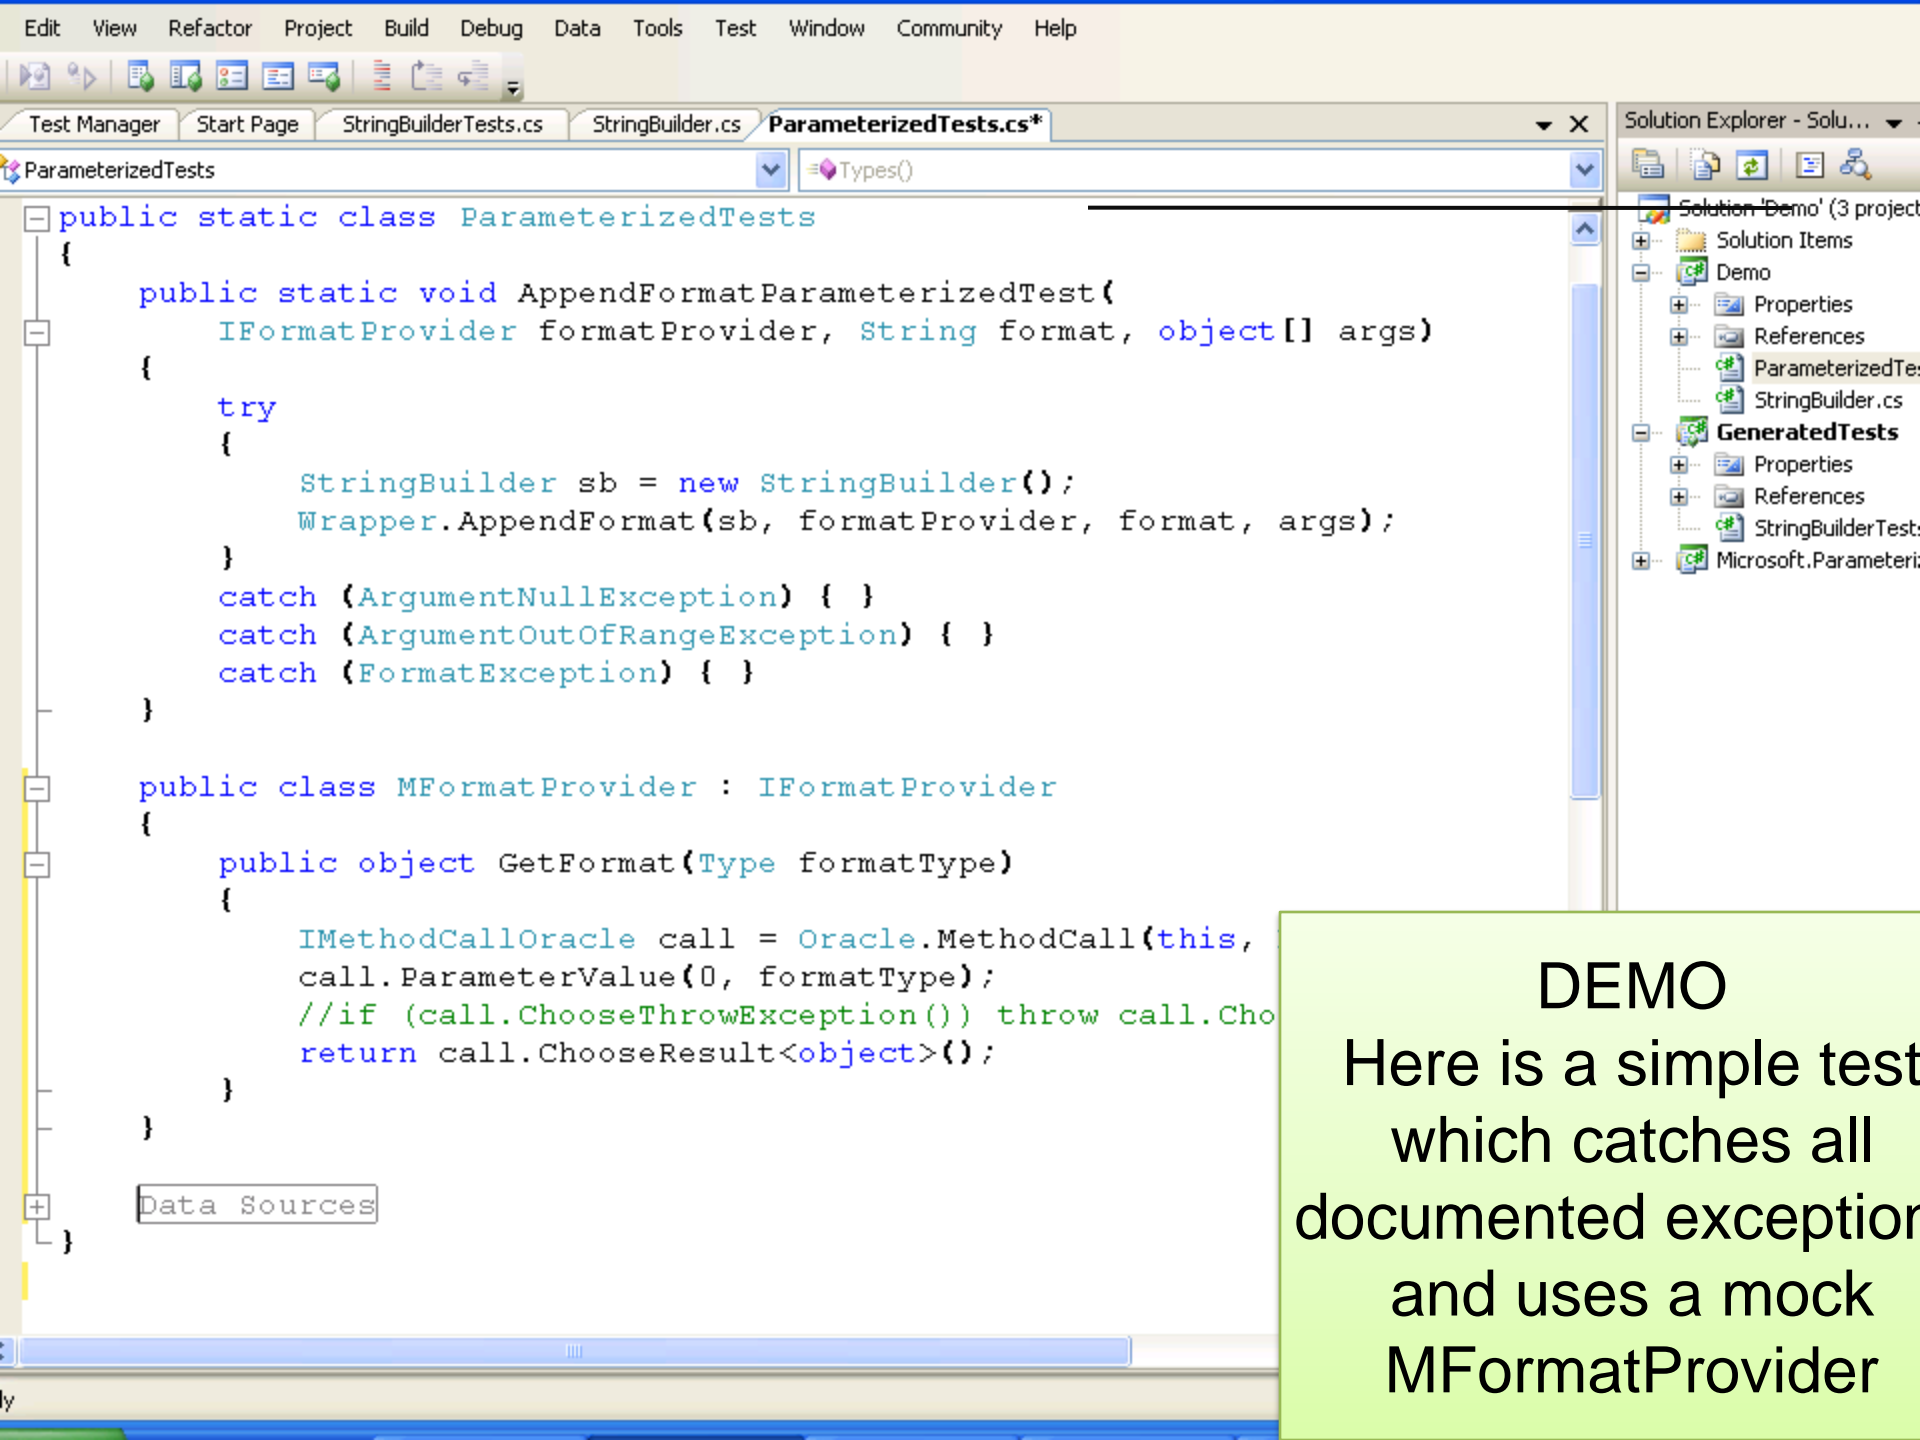 Edit View Refactor Project Build Debug Data Tools Test Window Community Help
Test Manager Start Page StringBuilderTests.cs StringBuilder.cs ParameterizedTests.cs*
ParameterizedTests Types()
public static class ParameterizedTests
{
public static void AppendFormatParameterizedTest(
IFormatProvider formatProvider, String format, object[] args)
{
try
{
StringBuilder sb = new StringBuilder();
Wrapper.AppendFormat(sb, formatProvider, format, args);
}
catch (ArgumentNullException) { }
catch (ArgumentOutOfRangeException) { }
catch (FormatException) { }
}
public class MFormatProvider : IFormatProvider
{
public object GetFormat(Type formatType)
{
IMethodCallOracle call = Oracle.MethodCall(this,
call.ParameterValue(0, formatType);
//if (call.ChooseThrowException()) throw call.Cho
return call.ChooseResult<object>();
}
}
Data Sources
}
Solution Explorer - Solu...
Solution 'Demo' (3 project
Solution Items
Demo
Properties
References
ParameterizedTes
StringBuilder.cs
GeneratedTests
Properties
References
StringBuilderTests
Microsoft.Parameteri
DEMO
Here is a simple test
which catches all
documented exception
and uses a mock
MFormatProvider